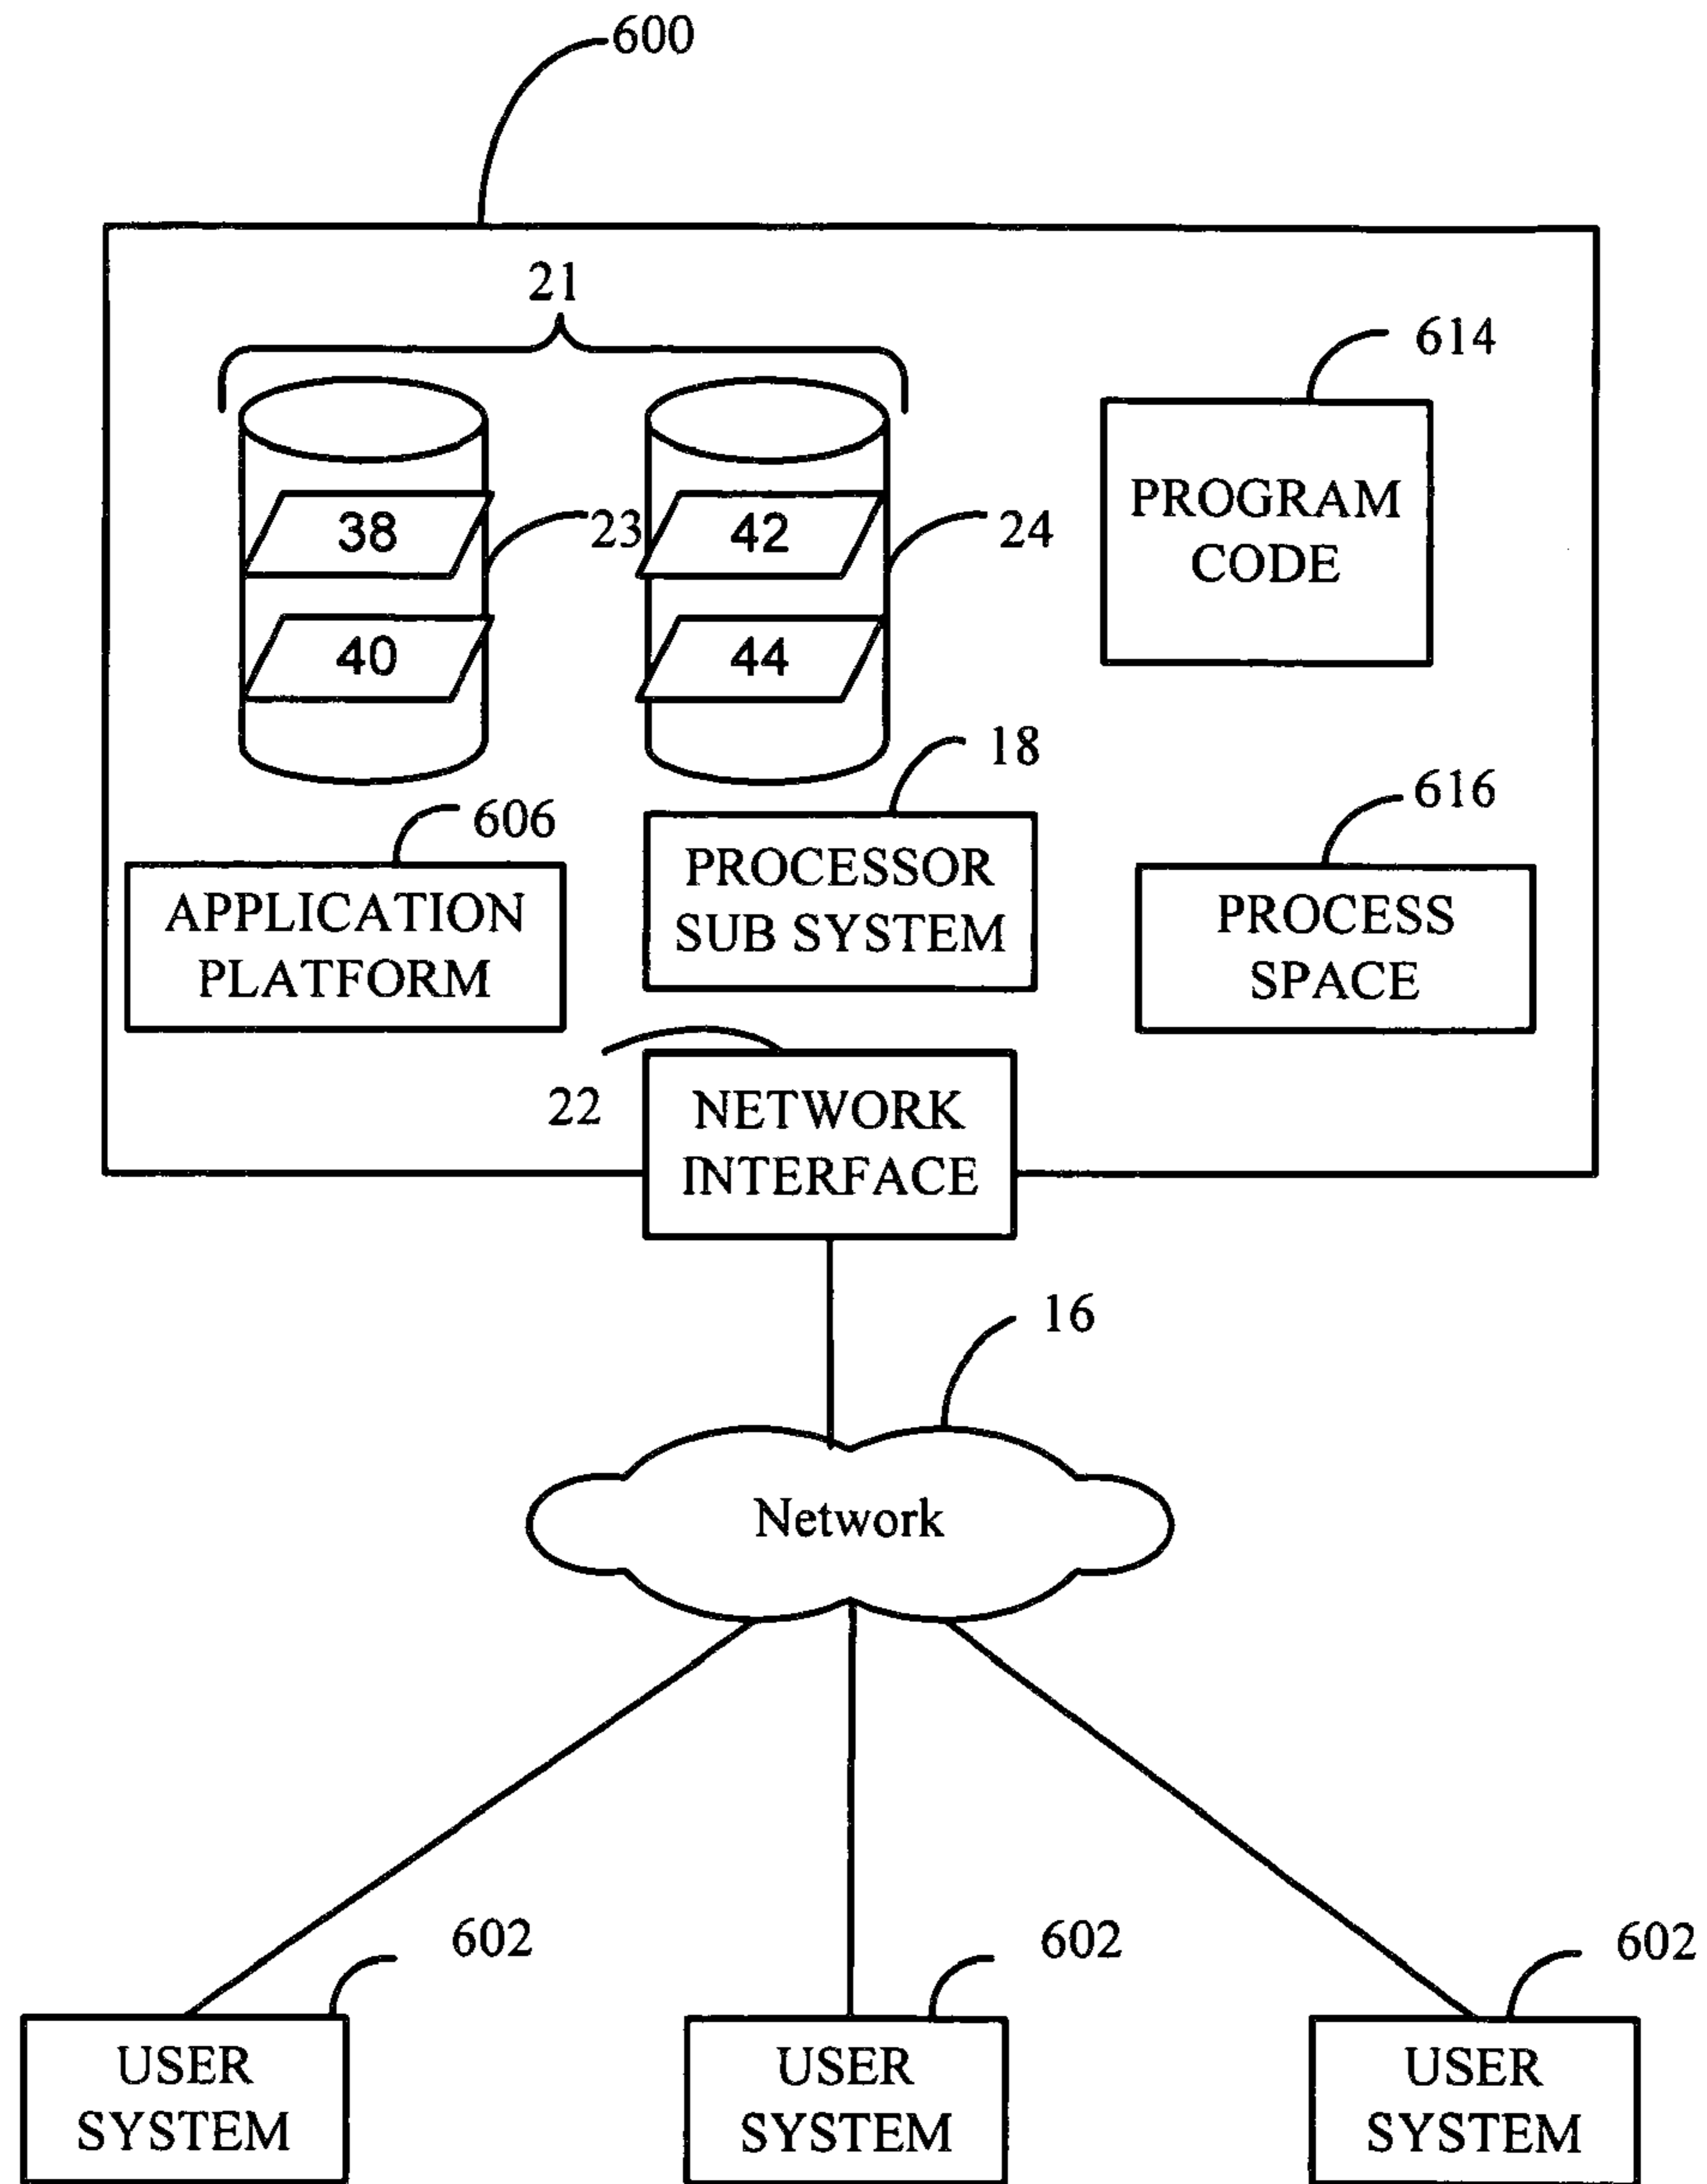 600
21
614
38
23
42
24
PROGRAM
CODE
40
44
18
606
616
APPLICATION
PLATFORM
PROCESSOR
SUB SYSTEM
PROCESS
SPACE
22
NETWORK
INTERFACE
16
Network
602
602
602
USER
SYSTEM
USER
SYSTEM
USER
SYSTEM